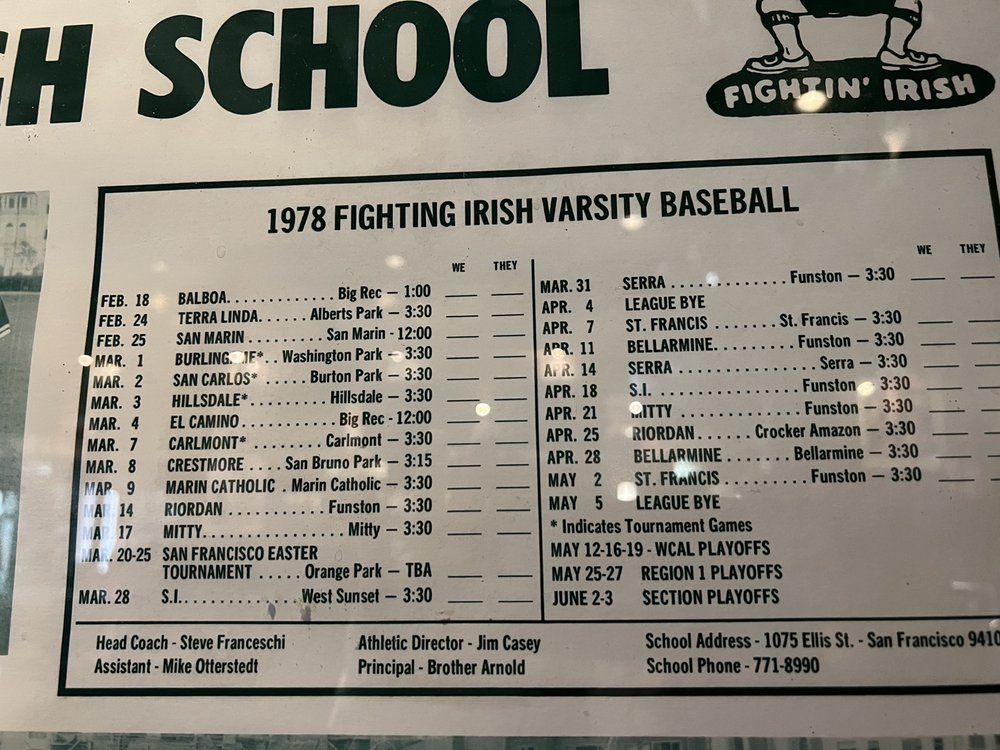 GH SCHOOL
FIGHTIN' IRISH
1978 FIGHTING IRISH VARSITY BASEBALL
WE THEY
FEB. 18 BALBOA. . . . . . . . . . . . Big Rec — 1:00
FEB. 24 TERRA LINDA. . . . . . Alberts Park — 3:30
FEB. 25 SAN MARIN . . . . . . . . . . San Marin - 12:00
MAR. 1 Washington Park — 3:30
MAR. 2 SAN CARLOS* . . . . . Burton Park — 3:30
MAR. 3 HILLSDALE* . . . . . . . . . Hillsdale — 3:30
MAR. 4 EL CAMINO . . . . . . . . . . . Big Rec - 12:00
MAR. 7 CARLMONT* . . . . . . . . Carlmont — 3:30
MAR. 8 CRESTMORE . . . . San Bruno Park — 3:15
MAR. 9 MARIN CATHOLIC . Marin Catholic — 3:30
MAR. 14 RIORDAN . . . . . . . . . . . . Funston — 3:30
MAR. 17 MITTY. . . . . . . . . . . . . . . . Mitty — 3:30
MAR. 20-25 SAN FRANCISCO EASTER
TOURNAMENT . . . . . Orange Park — TBA
MAR. 28 S.I. . . . . . . . . . . . . . West Sunset — 3:30
WE THEY
MAR. 31 SERRA . . . . . . . . . . . . . Funston — 3:30
APR. 4 LEAGUE BYE
APR. 7 ST. FRANCIS . . . . . . . St. Francis — 3:30
APR. 11 BELLARMINE. . . . . . . . . Funston — 3:30
APR. 14 SERRA . . . . . . . . . . . . . . . . Serra — 3:30
APR. 18 S.I. . . . . . . . . . . . . . . . . Funston — 3:30
APR. 21 MITTY . . . . . . . . . . . . . . Funston — 3:30
APR. 25 RIORDAN . . . . . . Crocker Amazon — 3:30
APR. 28 BELLARMINE . . . . . . . Bellarmine — 3:30
MAY 2 ST. FRANCIS . . . . . . . . . Funston — 3:30
MAY 5 LEAGUE BYE
* Indicates Tournament Games
MAY 12-16-19 - WCAL PLAYOFFS
MAY 25-27 REGION 1 PLAYOFFS
JUNE 2-3 SECTION PLAYOFFS
Head Coach - Steve Franceschi
Assistant - Mike Otterstedt
Athletic Director - Jim Casey
Principal - Brother Arnold
School Address - 1075 Ellis St. - San Francisco 9410
School Phone - 771-8990